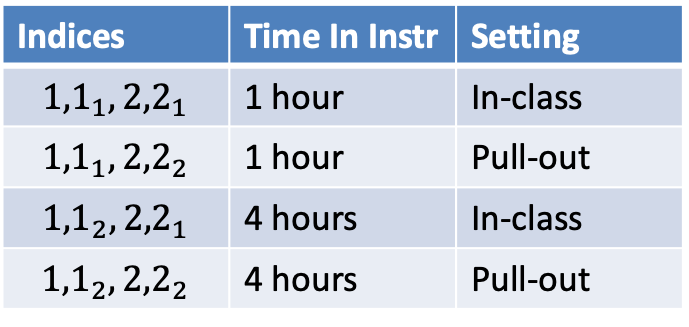 Indices Time In Instr Setting
1,1₁, 2,2₁ 1 hour In-class
1,1₁, 2,2₂ 1 hour Pull-out
1,1₂, 2,2₁ 4 hours In-class
1,1₂, 2,2₂ 4 hours Pull-out